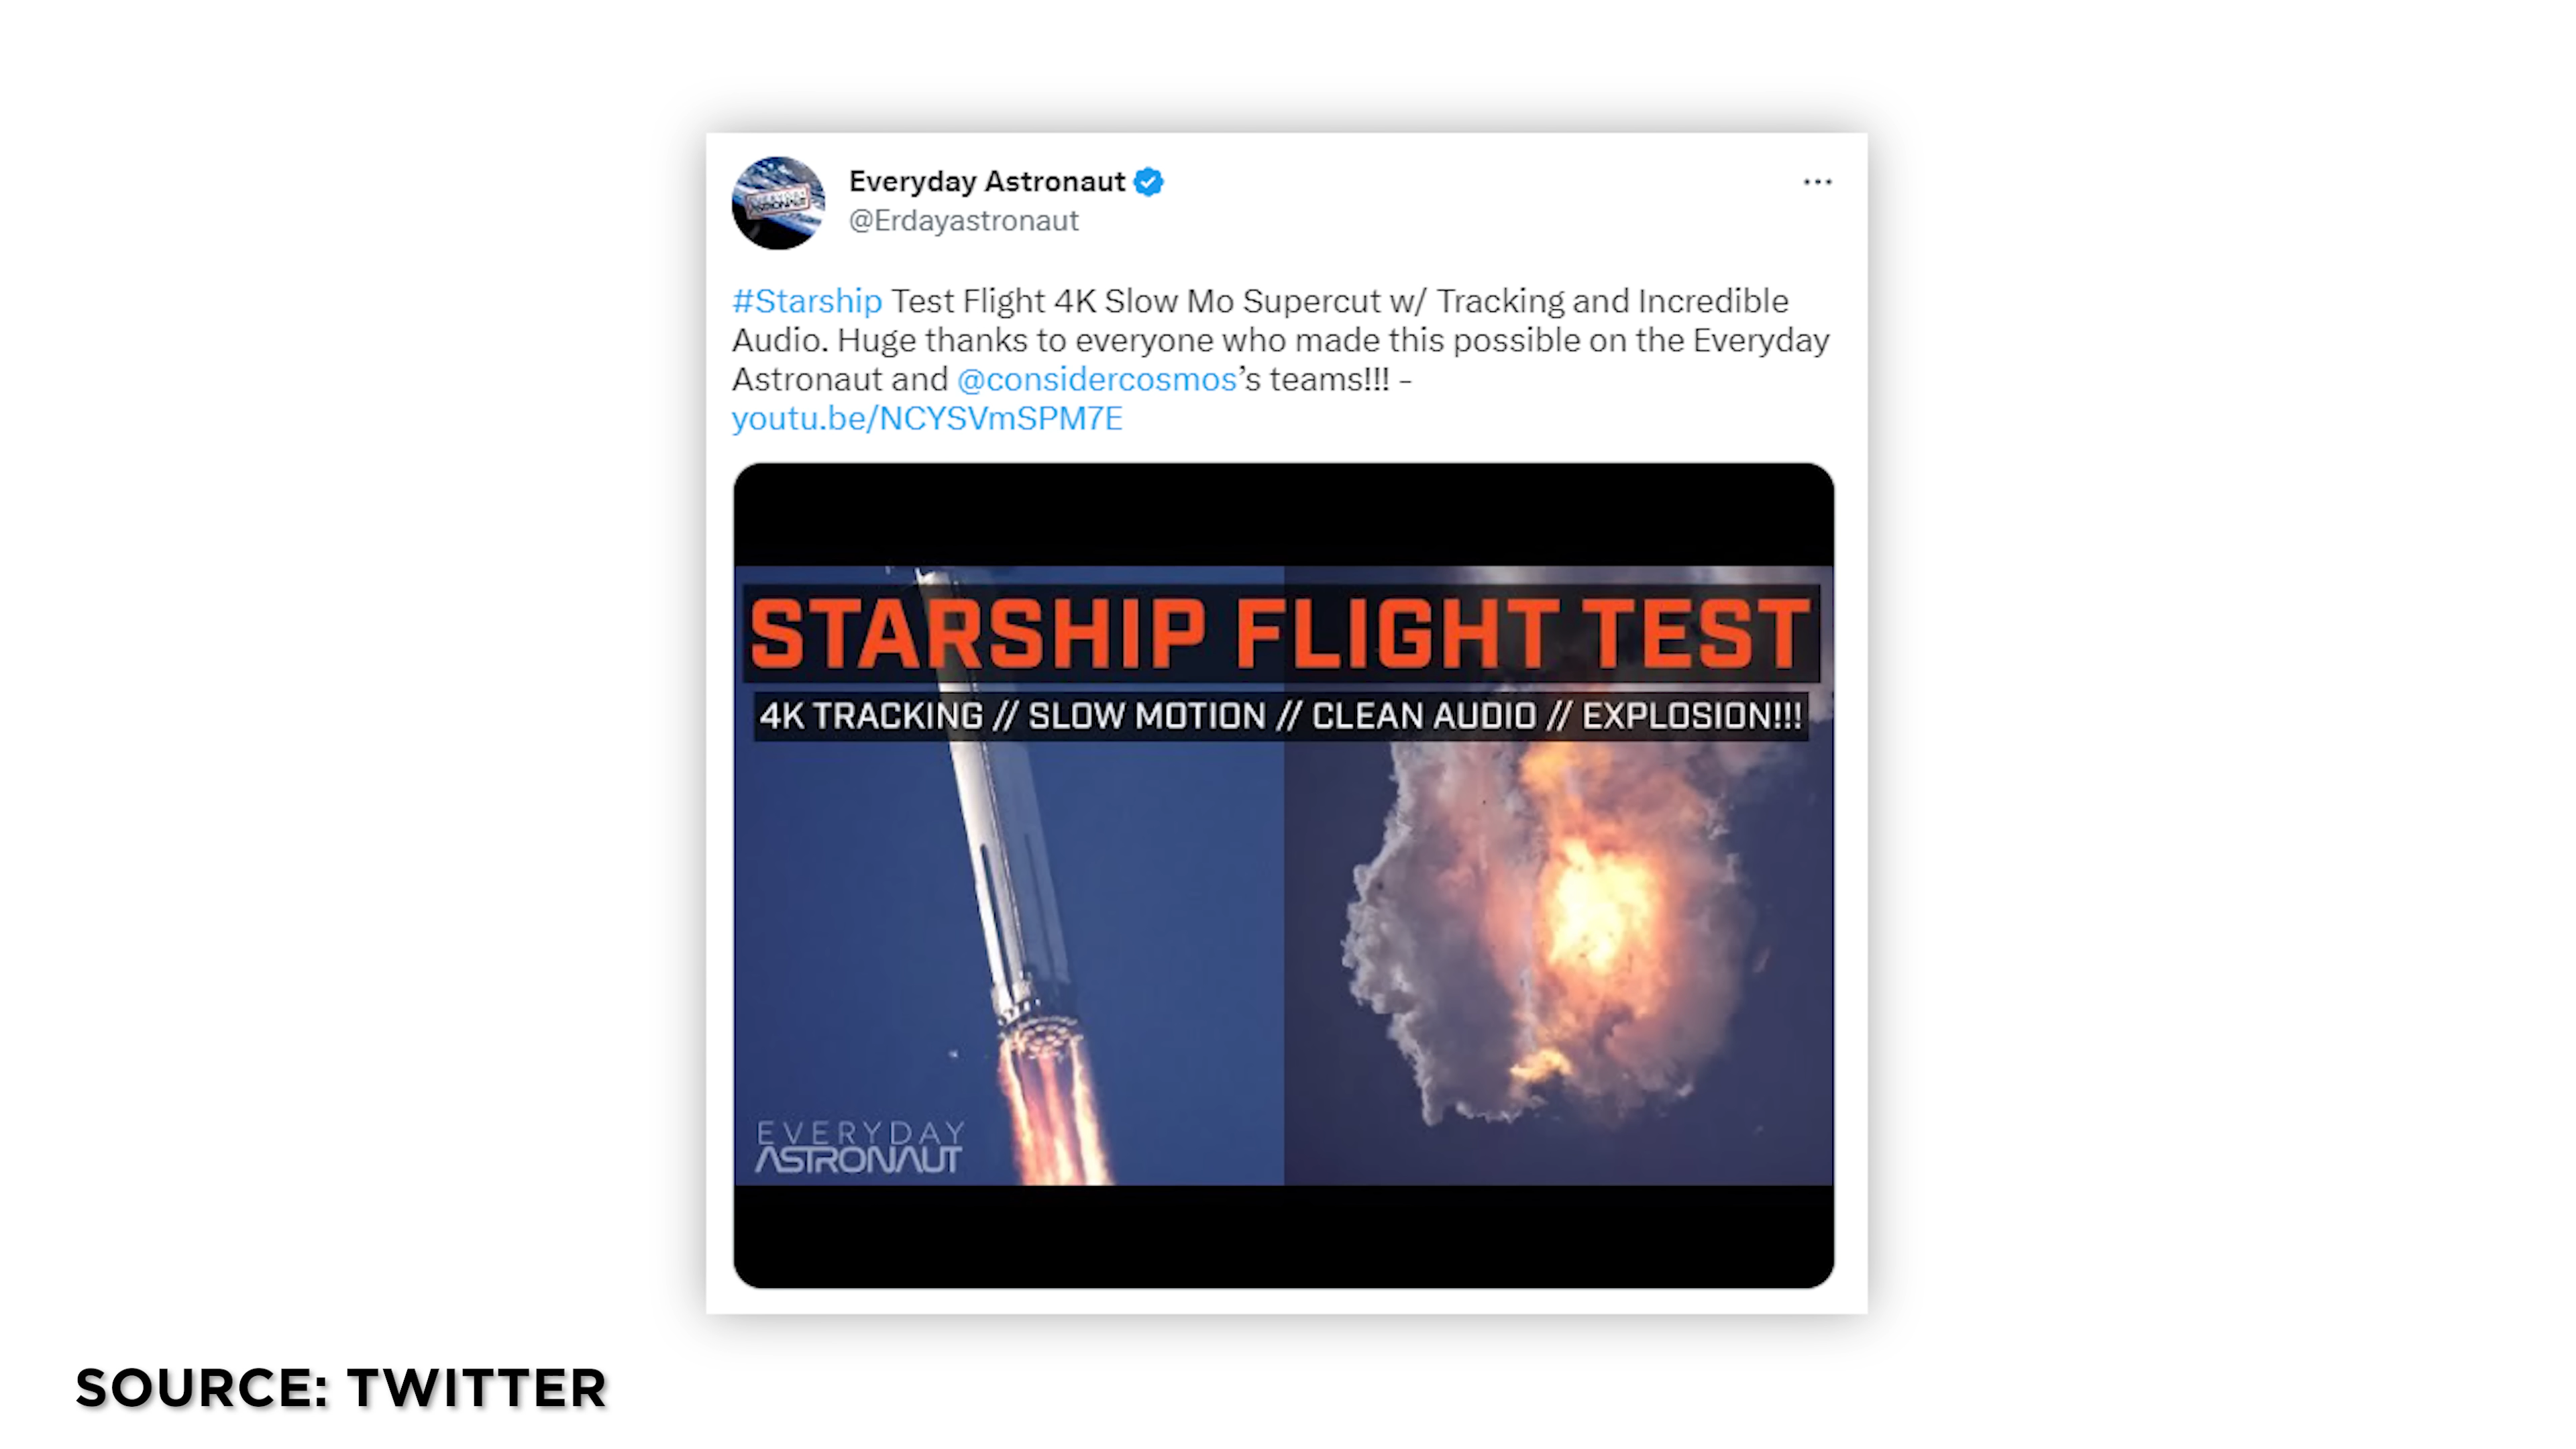 Everyday Astronaut
@Erdayastronaut
#Starship Test Flight 4K Slow Mo Supercut w/ Tracking and Incredible
Audio. Huge thanks to everyone who made this possible on the Everyday
Astronaut and @considercosmos’s teams!!! -
youtu.be/NCYSVmSPM7E
STARSHIP FLIGHT TEST
4K TRACKING // SLOW MOTION // CLEAN AUDIO // EXPLOSION!!!
EVERYDAY
ASTRONAUT
SOURCE: TWITTER